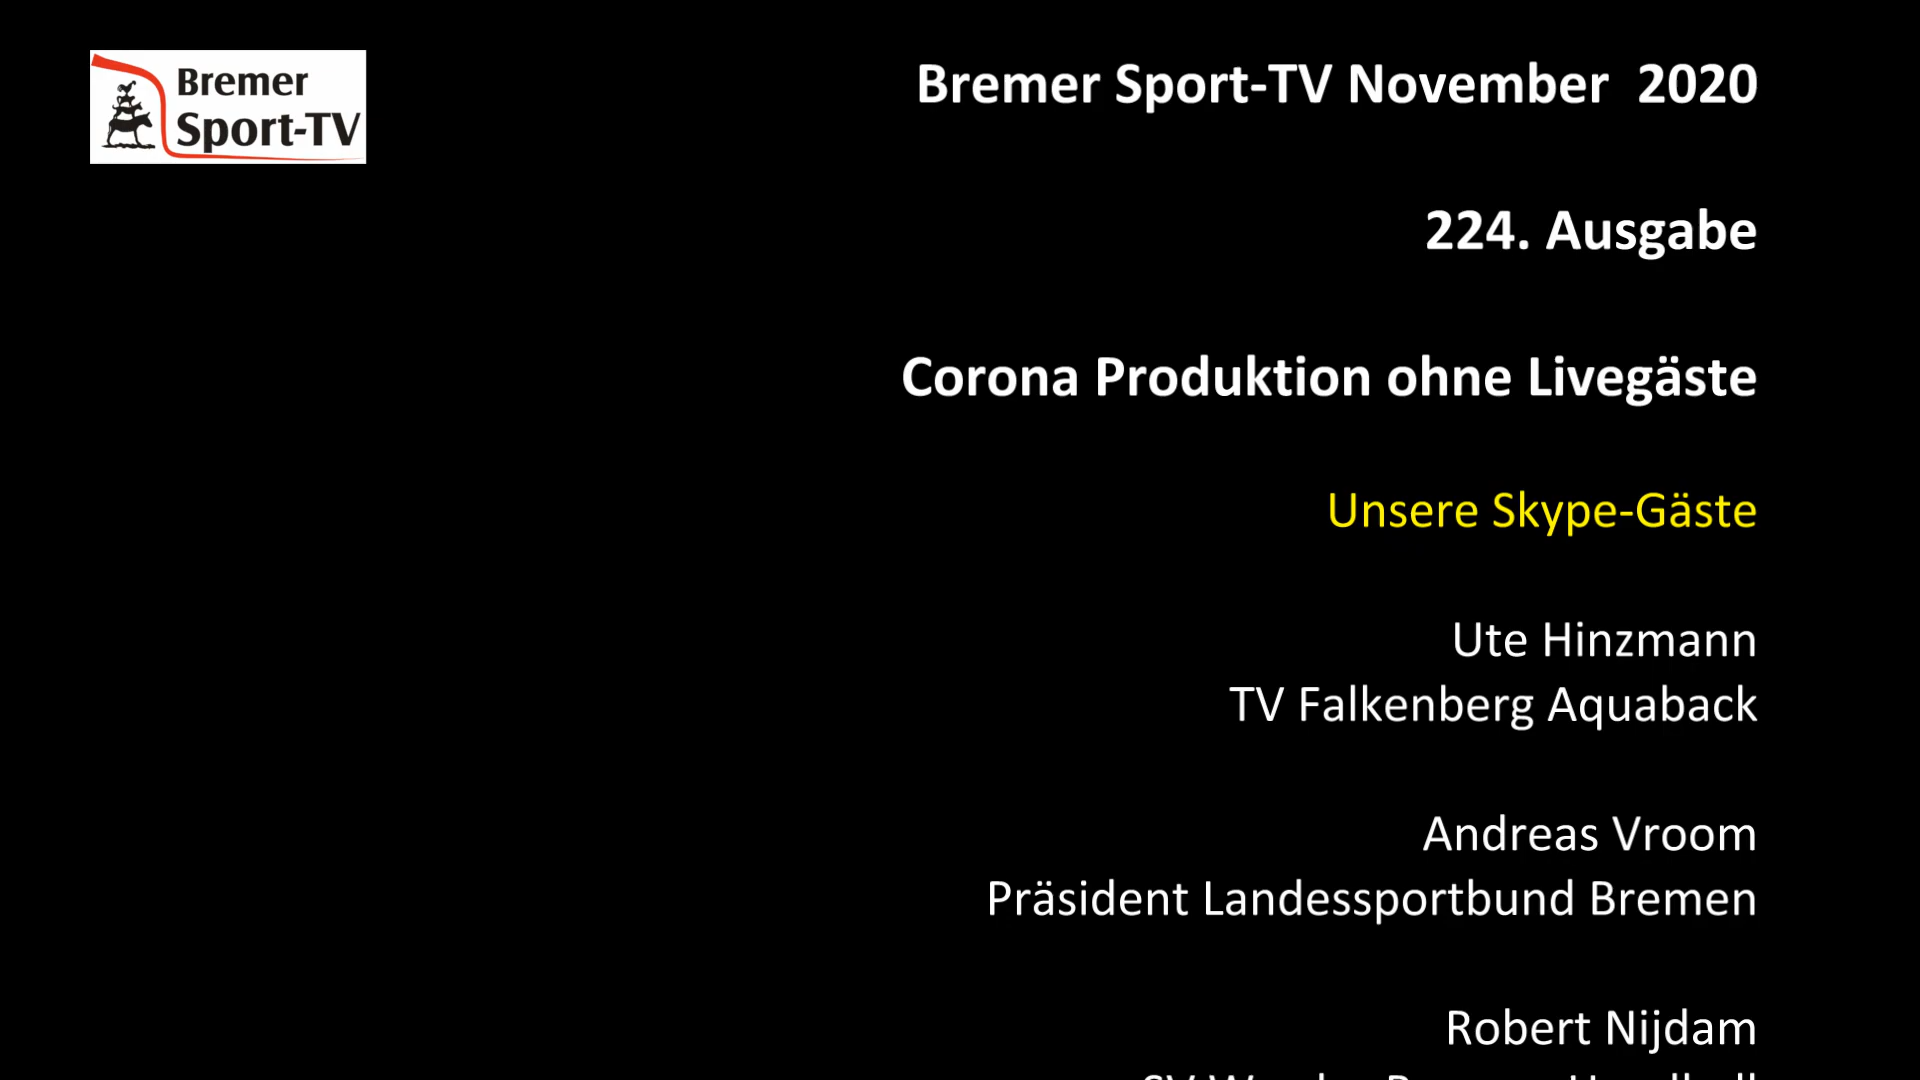 Bremer
Sport-TV
Bremer Sport-TV November  2020
224. Ausgabe
Corona Produktion ohne Livegäste
Unsere Skype-Gäste
Ute Hinzmann
TV Falkenberg Aquaback
Andreas Vroom
Präsident Landessportbund Bremen
Robert Nijdam